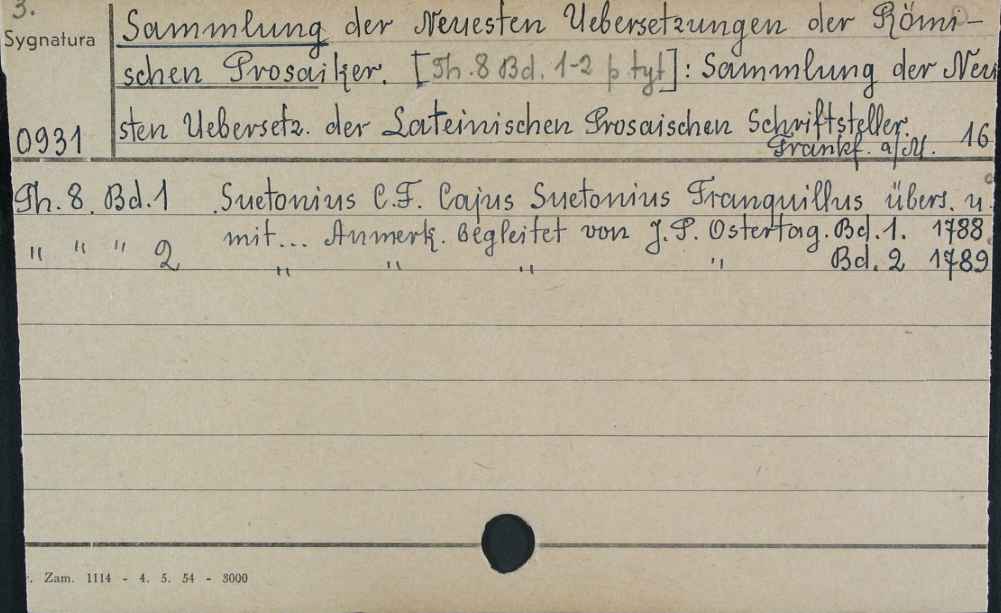 3.
Sygnatura
Sammlung der Neuesten Uebersetzungen der Römi-
schen Prosaiker. [Th. 8 Bd. 1-2 p tyt]: Sammlung der Neu
0931 sten Uebersetz. der Lateinischen Prosaischen Schriftsteller.
Frankf. a/M. 16
Th. 8. Bd. 1 Suetonius C.F. Cajus Suetonius Tranquillus übers. u.
mit... Anmerk. begleitet von J. P. Ostertag. Bd. 1. 1788
" " " 2 " " " " Bd. 2 1789
. Zam. 1114 - 4. 5. 54 - 3000